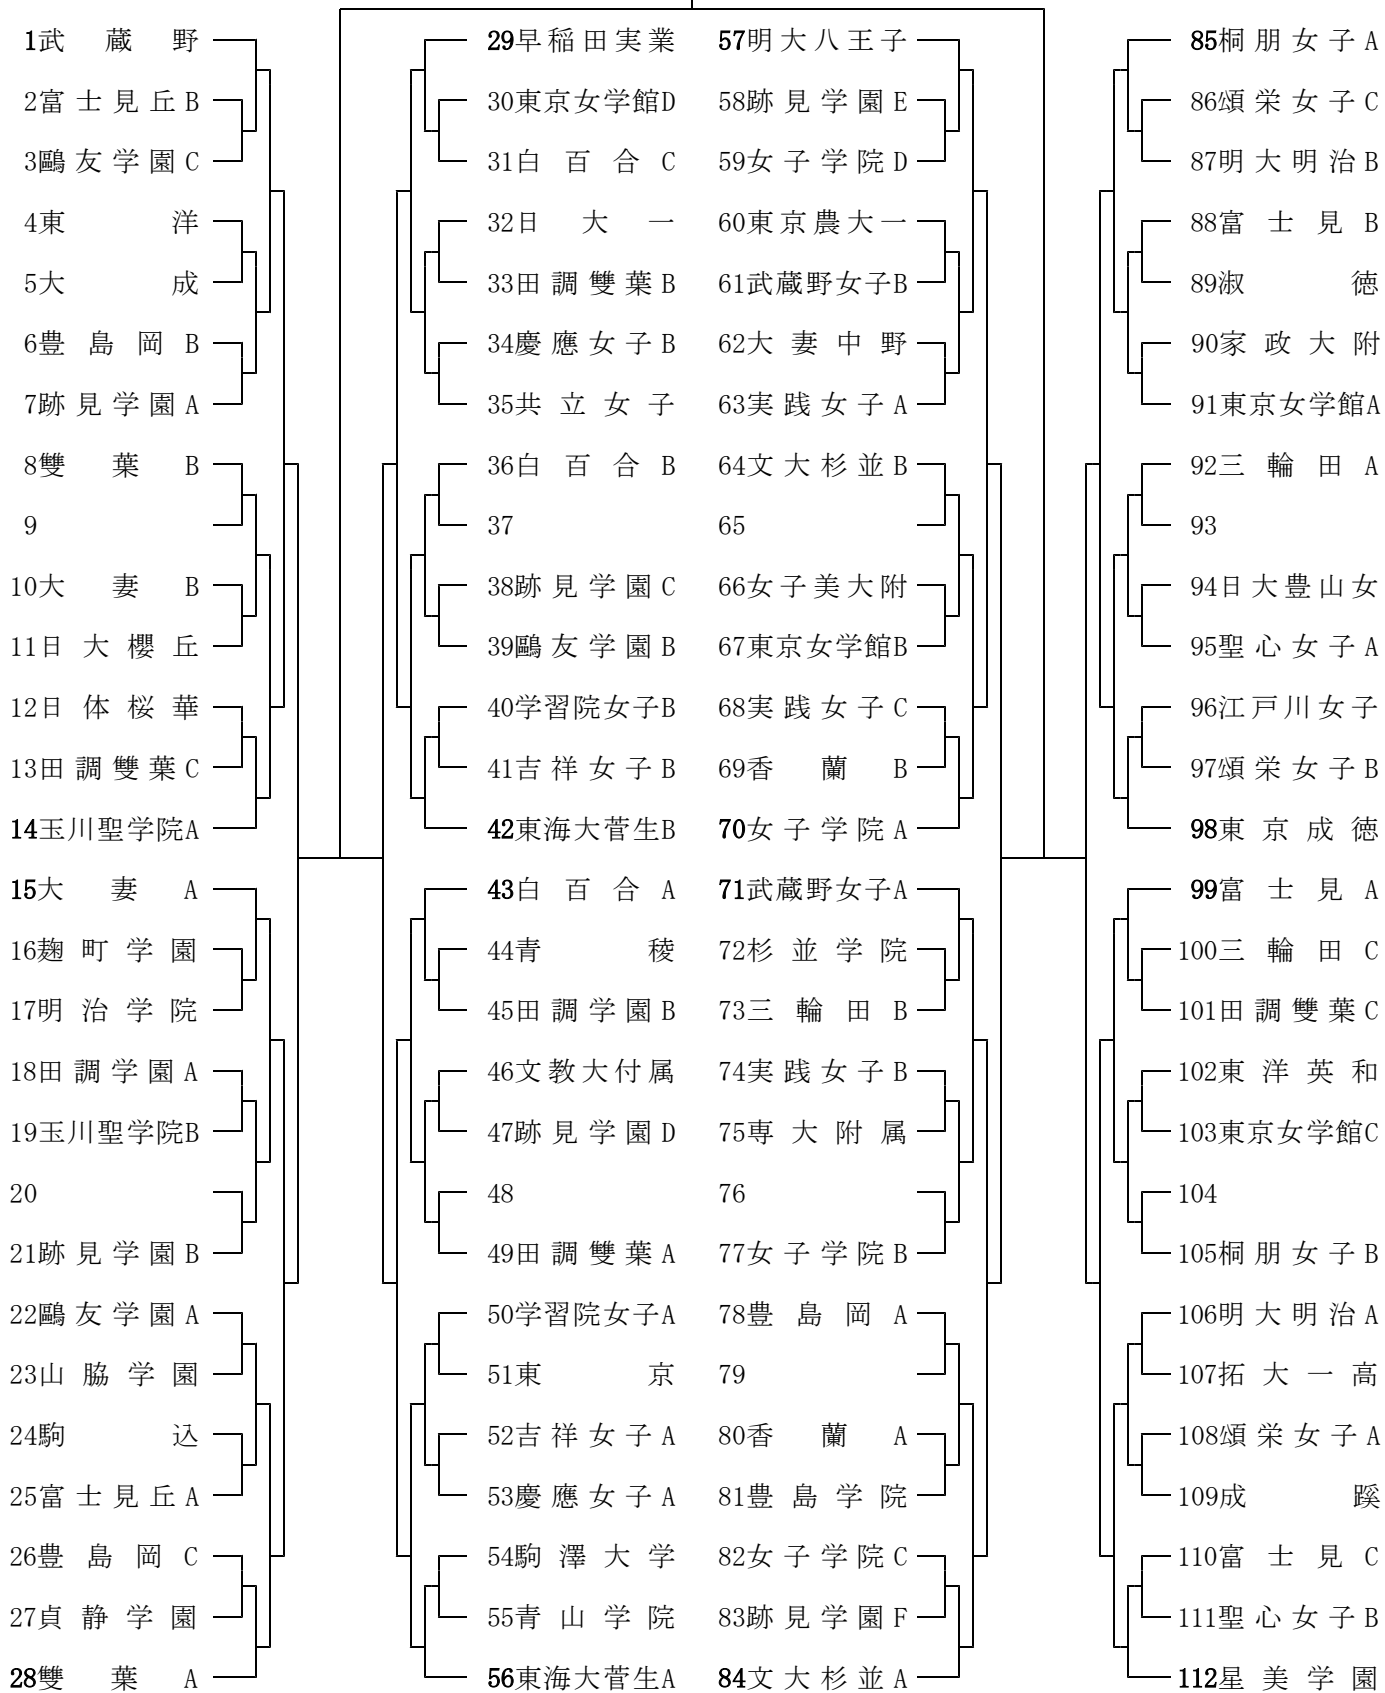 1武蔵野
2富士見丘B
3鷗友学園C
4東洋
5大成
6豊島岡B
7跡見学園A
8雙葉B
9
10大妻B
11日大櫻丘
12日体桜華
13田調雙葉C
14玉川聖学院A
15大妻A
16麹町学園
17明治学院
18田調学園A
19玉川聖学院B
20
21跡見学園B
22鷗友学園A
23山脇学園
24駒込
25富士見丘A
26豊島岡C
27貞静学園
28雙葉A
29早稲田実業
30東京女学館D
31白百合C
32日大一
33田調雙葉B
34慶應女子B
35共立女子
36白百合B
37
38跡見学園C
39鷗友学園B
40学習院女子B
41吉祥女子B
42東海大菅生B
43白百合A
44青稜
45田調学園B
46文教大付属
47跡見学園D
48
49田調雙葉A
50学習院女子A
51東京
52吉祥女子A
53慶應女子A
54駒澤大学
55青山学院
56東海大菅生A
57明大八王子
58跡見学園E
59女子学院D
60東京農大一
61武蔵野女子B
62大妻中野
63実践女子A
64文大杉並B
65
66女子美大附
67東京女学館B
68実践女子C
69香蘭B
70女子学院A
71武蔵野女子A
72杉並学院
73三輪田B
74実践女子B
75専大附属
76
77女子学院B
78豊島岡A
79
80香蘭A
81豊島学院
82女子学院C
83跡見学園F
84文大杉並A
85桐朋女子A
86頌栄女子C
87明大明治B
88富士見B
89淑徳
90家政大附
91東京女学館A
92三輪田A
93
94日大豊山女
95聖心女子A
96江戸川女子
97頌栄女子B
98東京成徳
99富士見A
100三輪田C
101田調雙葉C
102東洋英和
103東京女学館C
104
105桐朋女子B
106明大明治A
107拓大一高
108頌栄女子A
109成蹊
110富士見C
111聖心女子B
112星美学園